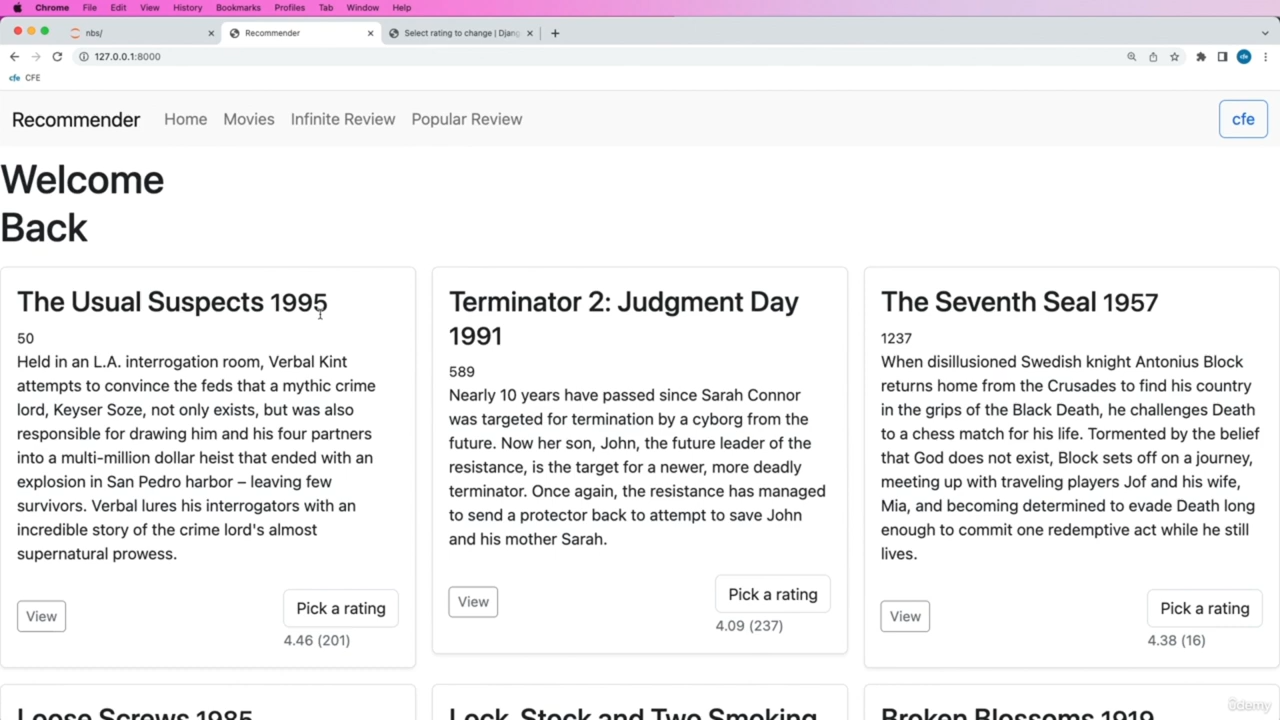 Chrome File Edit View History Bookmarks Profiles Tab Window Help
nbs/ Recommender Select rating to change | Djang
127.0.0.1:8000
cfe CFE
Recommender Home Movies Infinite Review Popular Review cfe
Welcome
Back
The Usual Suspects 1995
50
Held in an L.A. interrogation room, Verbal Kint
attempts to convince the feds that a mythic crime
lord, Keyser Soze, not only exists, but was also
responsible for drawing him and his four partners
into a multi-million dollar heist that ended with an
explosion in San Pedro harbor – leaving few
survivors. Verbal lures his interrogators with an
incredible story of the crime lord's almost
supernatural prowess.
View
Pick a rating
4.46 (201)
Terminator 2: Judgment Day
1991
589
Nearly 10 years have passed since Sarah Connor
was targeted for termination by a cyborg from the
future. Now her son, John, the future leader of the
resistance, is the target for a newer, more deadly
terminator. Once again, the resistance has managed
to send a protector back to attempt to save John
and his mother Sarah.
View
Pick a rating
4.09 (237)
The Seventh Seal 1957
1237
When disillusioned Swedish knight Antonius Block
returns home from the Crusades to find his country
in the grips of the Black Death, he challenges Death
to a chess match for his life. Tormented by the belief
that God does not exist, Block sets off on a journey,
meeting up with traveling players Jof and his wife,
Mia, and becoming determined to evade Death long
enough to commit one redemptive act while he still
lives.
View
Pick a rating
4.38 (16)
Loose Screws 1985
Lock, Stock and Two Smoking
Broken Blossoms 1919
ûdemy